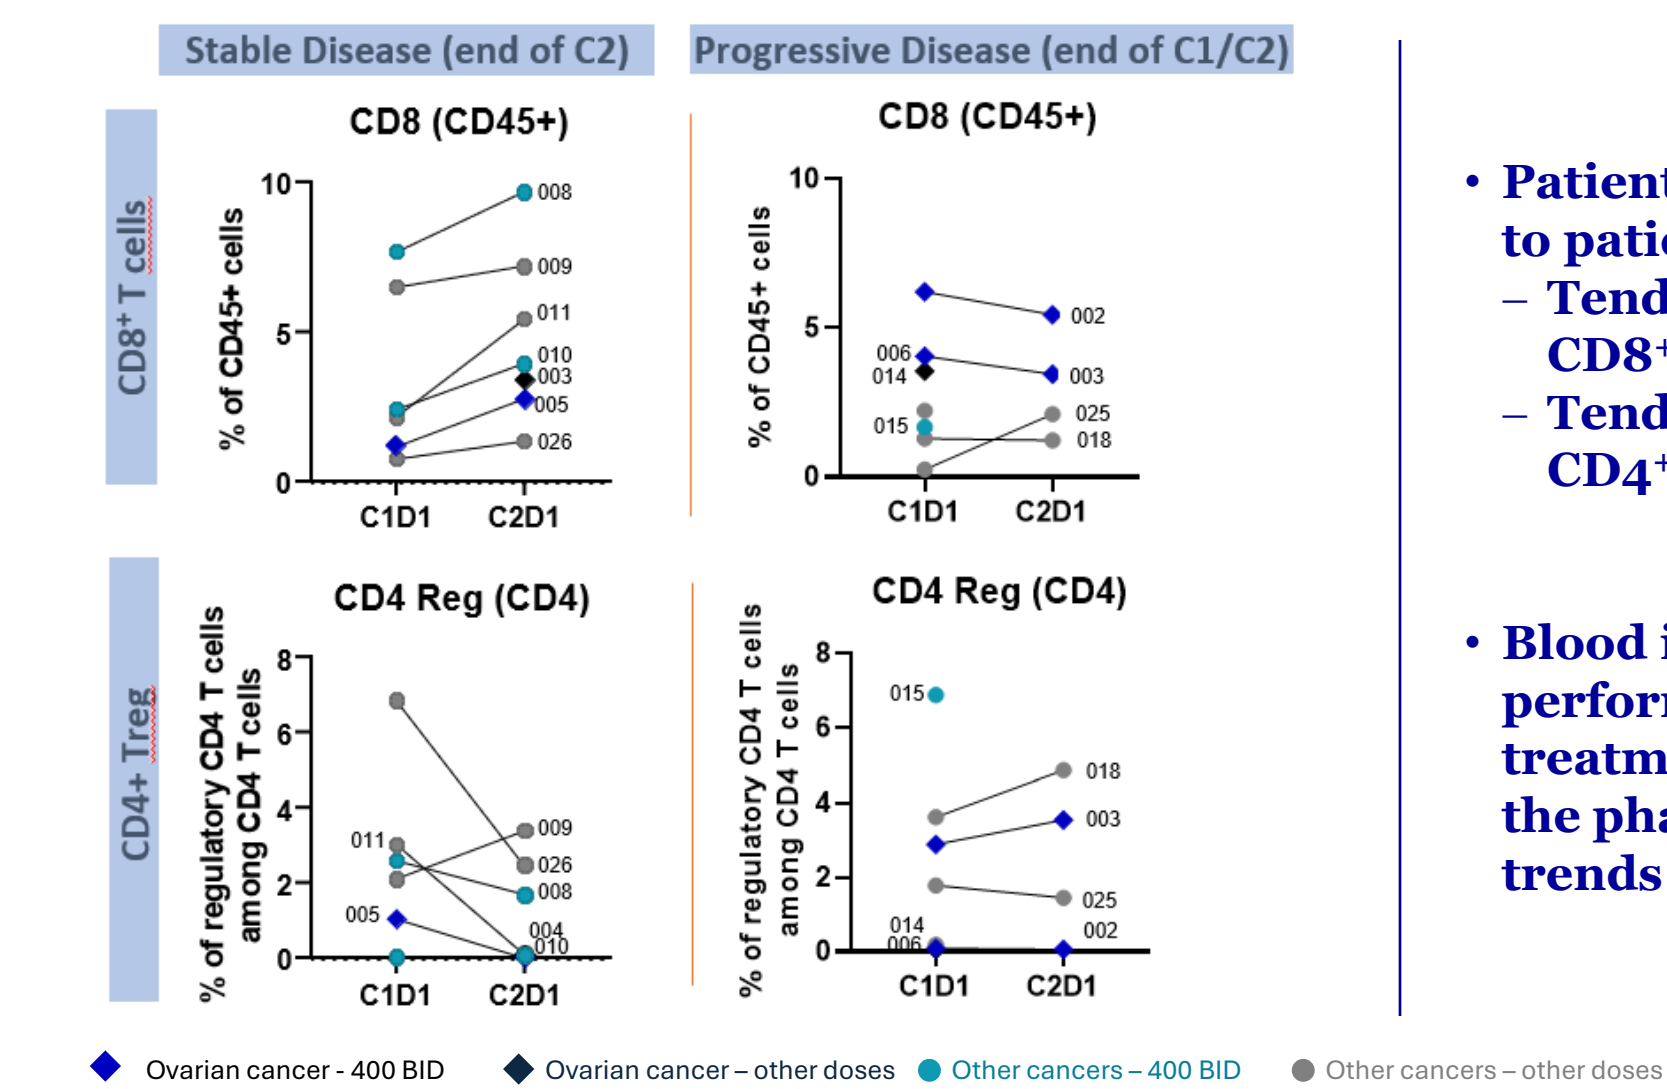 Stable Disease (end of C2)
Progressive Disease (end of C1/C2)
CD8⁺ T cells
CD8 (CD45+)
% of CD45+ cells
10
5
0
008
009
011
010
003
005
026
C1D1
C2D1
CD8 (CD45+)
% of CD45+ cells
10
5
0
006
014
015
002
003
025
018
C1D1
C2D1
CD4+ Treg
CD4 Reg (CD4)
% of regulatory CD4 T cells
among CD4 T cells
8
6
4
2
0
011
005
009
026
008
004
010
C1D1
C2D1
CD4 Reg (CD4)
% of regulatory CD4 T cells
among CD4 T cells
8
6
4
2
0
015
014
006
018
003
025
002
C1D1
C2D1
• Patient
to patie
– Tend
CD8⁺
– Tend
CD4⁺
• Blood i
perfor
treatm
the pha
trends
Ovarian cancer - 400 BID
Ovarian cancer – other doses
Other cancers – 400 BID
Other cancers – other doses